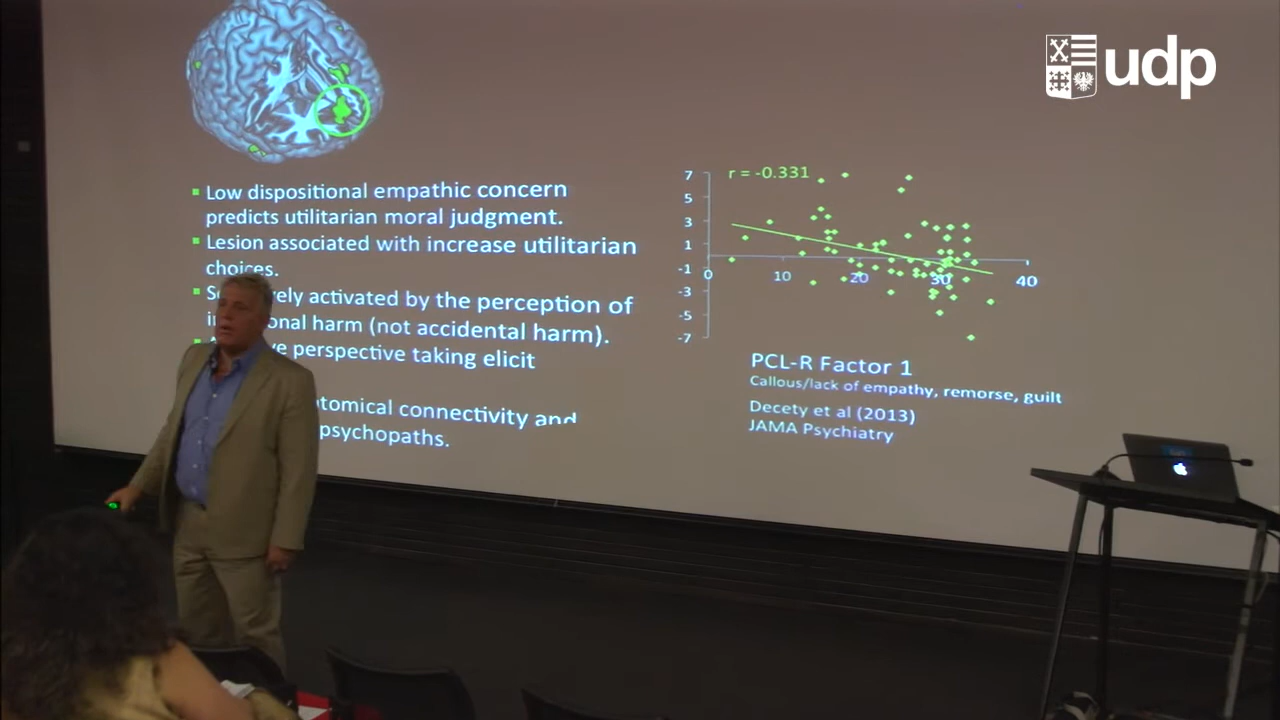 udp
Low dispositional empathic concern
predicts utilitarian moral judgment.
Lesion associated with increase utilitarian
choices.
activated by the perception of
harm (not accidental harm).
perspective taking elicit
connectivity and
psychopaths.
r = -0.331
7
5
3
1
-1
-3
-5
-7
0
10
20
30
40
PCL-R Factor 1
Callous/lack of empathy, remorse, guilt
Decety et al (2013)
JAMA Psychiatry